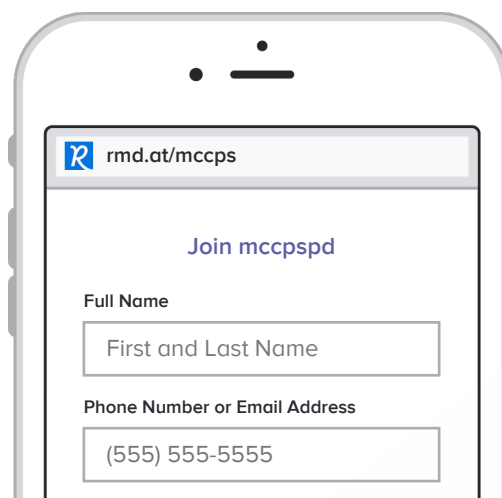 R rmd.at/mccps
Join mccpspd
Full Name
First and Last Name
Phone Number or Email Address
(555) 555-5555